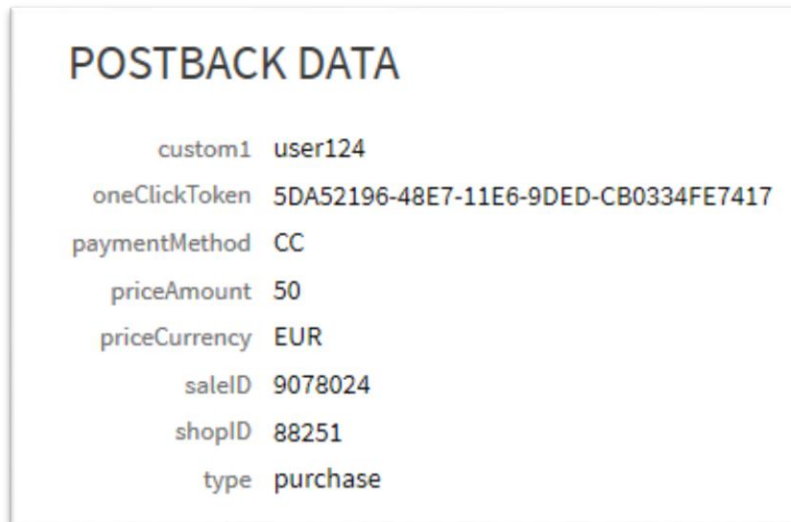 POSTBACK DATA
custom1 user124
oneClickToken 5DA52196-48E7-11E6-9DED-CB0334FE7417
paymentMethod CC
priceAmount 50
priceCurrency EUR
saleID 9078024
shopID 88251
type purchase